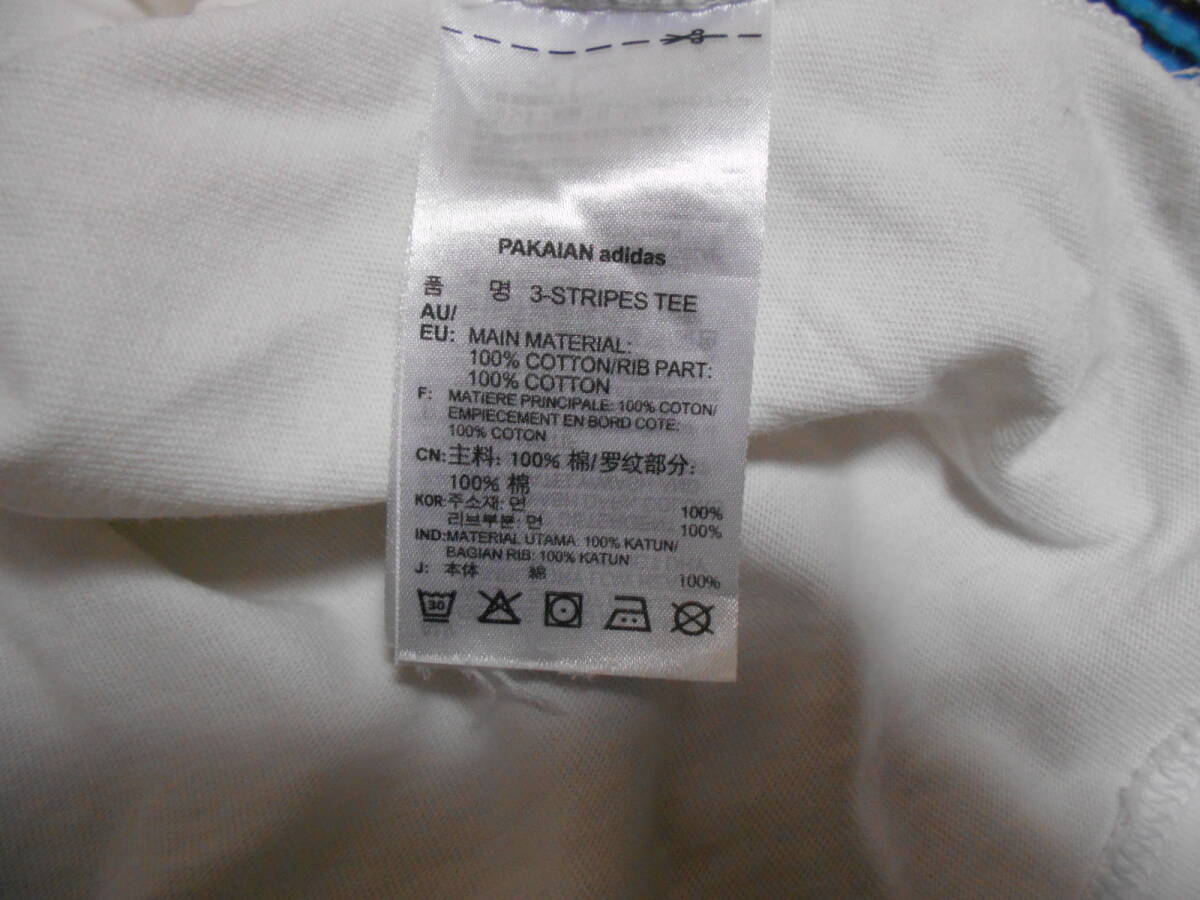 PAKAIAN adidas
품 명 3-STRIPES TEE
AU/
EU: MAIN MATERIAL:
100% COTTON/RIB PART:
100% COTTON
F: MATIERE PRINCIPALE: 100% COTON/
EMPIECEMENT EN BORD COTE:
100% COTON
CN:主料: 100% 棉/罗纹部分:
100% 棉
KOR:주소재: 면 100%
리브부분: 면 100%
IND:MATERIAL UTAMA: 100% KATUN/
BAGIAN RIB: 100% KATUN
J: 本体 綿 100%
30